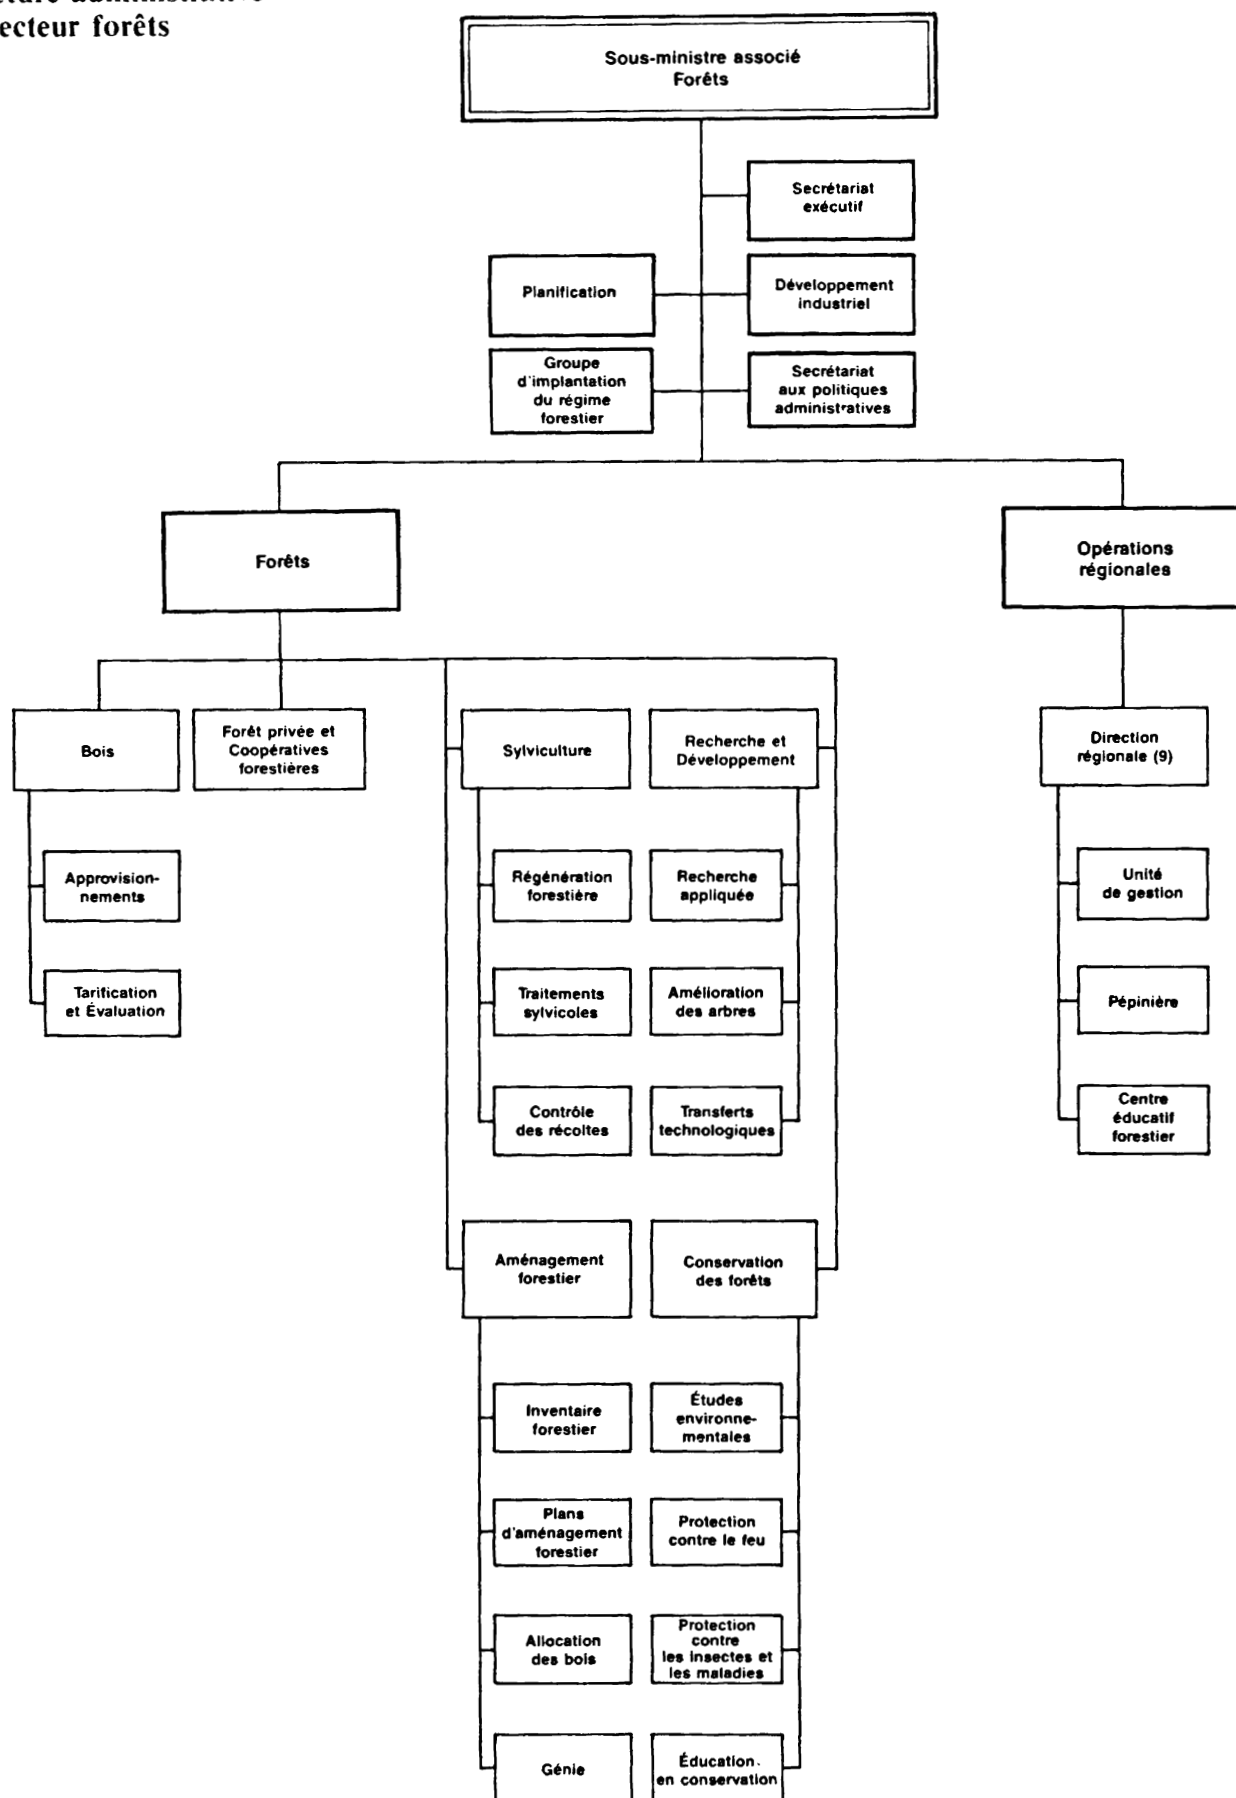 ecteur forêts
Sous-ministre associé
Forêts
Secrétariat
exécutif
Planification
Développement
industriel
Groupe
d'implantation
du régime
forestier
Secrétariat
aux politiques
administratives
Forêts
Opérations
régionales
Bois
Forêt privée et
Coopératives
forestières
Sylviculture
Recherche et
Développement
Direction
régionale (9)
Approvision-
nements
Régénération
forestière
Recherche
appliquée
Unité
de gestion
Tarification
et Évaluation
Traitements
sylvicoles
Amélioration
des arbres
Pépinière
Contrôle
des récoltes
Transferts
technologiques
Centre
éducatif
forestier
Aménagement
forestier
Conservation
des forêts
Inventaire
forestier
Études
environne-
mentales
Plans
d'aménagement
forestier
Protection
contre le feu
Allocation
des bois
Protection
contre
les insectes et
les maladies
Génie
Éducation
en conservation